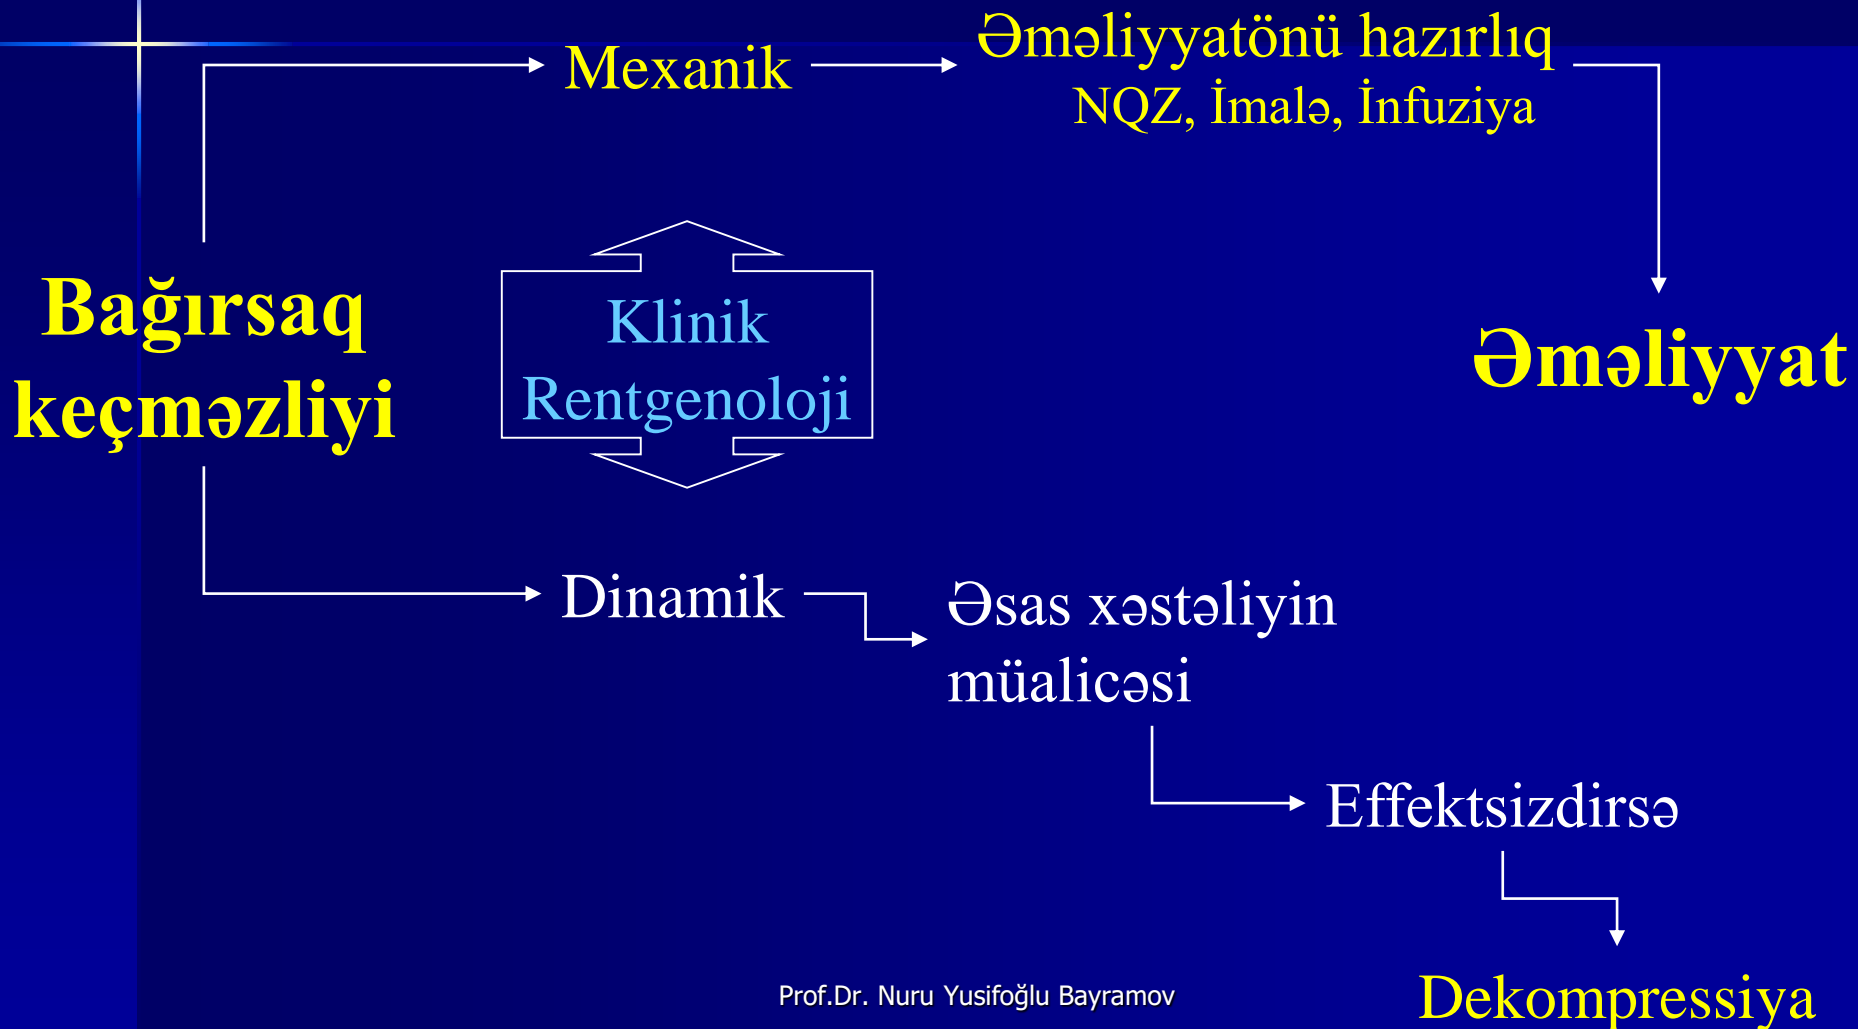 Mexanik
Əməliyyatönü hazırlıq
NQZ, İmalə, İnfuziya
Bağırsaq
keçməzliyi
Klinik
Rentgenoloji
Əməliyyat
Dinamik
Əsas xəstəliyin
müalicəsi
Effektsizdirsə
Dekompressiya
Prof.Dr. Nuru Yusifoğlu Bayramov